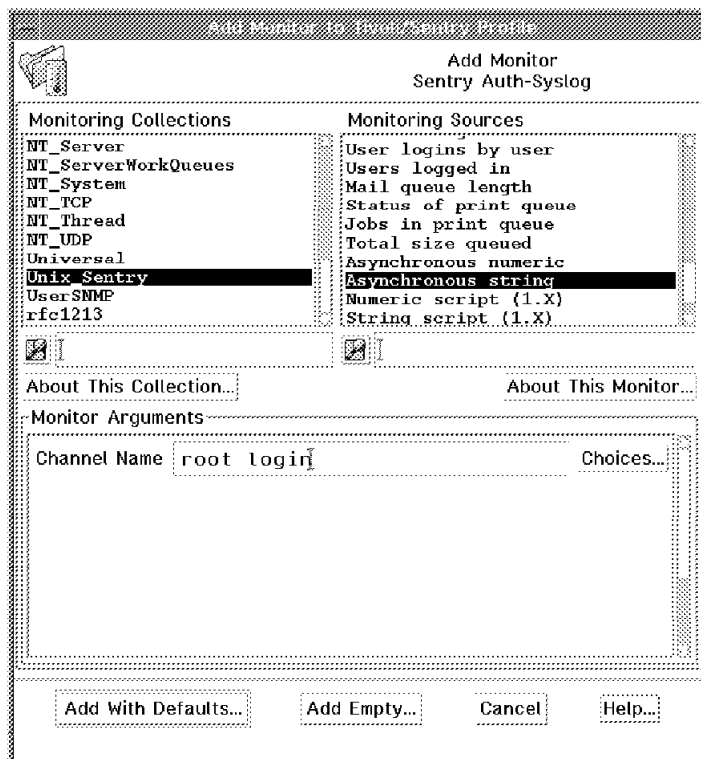 Add Monitor to Tivoli/Sentry Profile
Add Monitor
Sentry Auth-Syslog
Monitoring Collections
NT_Server
NT_ServerWorkQueues
NT_System
NT_TCP
NT_Thread
NT_UDP
Universal
Unix_Sentry
UserSNMP
rfc1213
Monitoring Sources
User logins by user
Users logged in
Mail queue length
Status of print queue
Jobs in print queue
Total size queued
Asynchronous numeric
Asynchronous string
Numeric script (1.X)
String script (1.X)
About This Collection...
About This Monitor...
Monitor Arguments
Channel Name root login Choices...
Add With Defaults... Add Empty... Cancel Help...